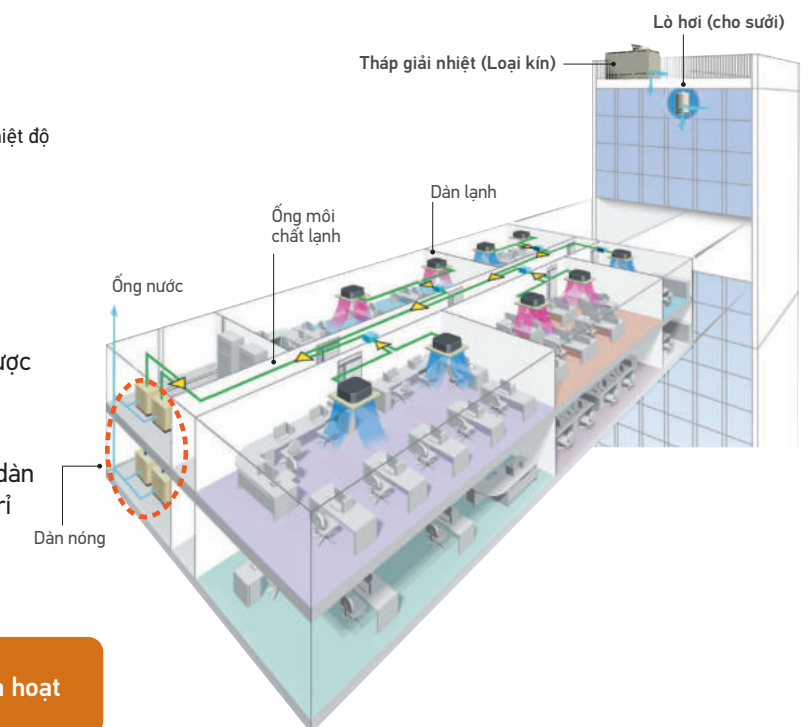 Lò hơi (cho sưởi)
Tháp giải nhiệt (Loại kín)
iệt độ
Dàn lạnh
Ống môi
chất lạnh
Ống nước
ược
dàn
rỉ
Dàn nóng
hoạt